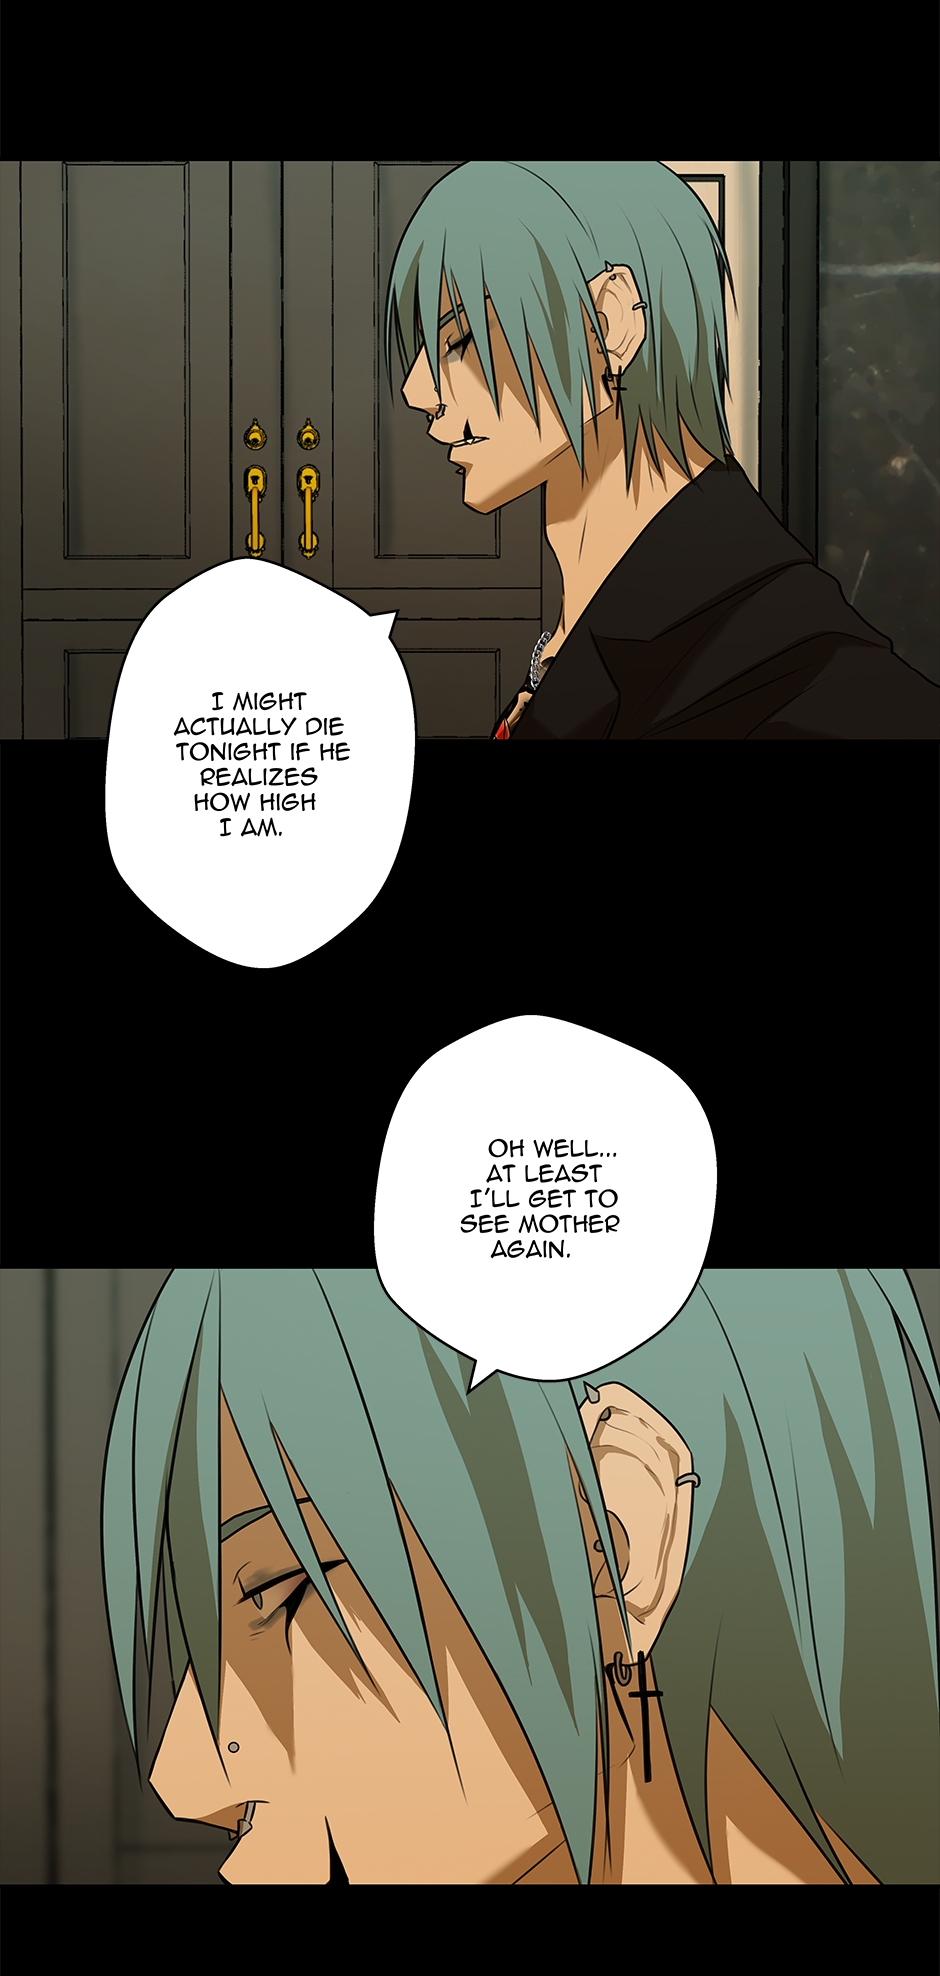 I MIGHT
ACTUALLY DIE
TONIGHT IF HE
REALIZES
HOW HIGH
I AM.
OH WELL...
AT LEAST
I'LL GET TO
SEE MOTHER
AGAIN.